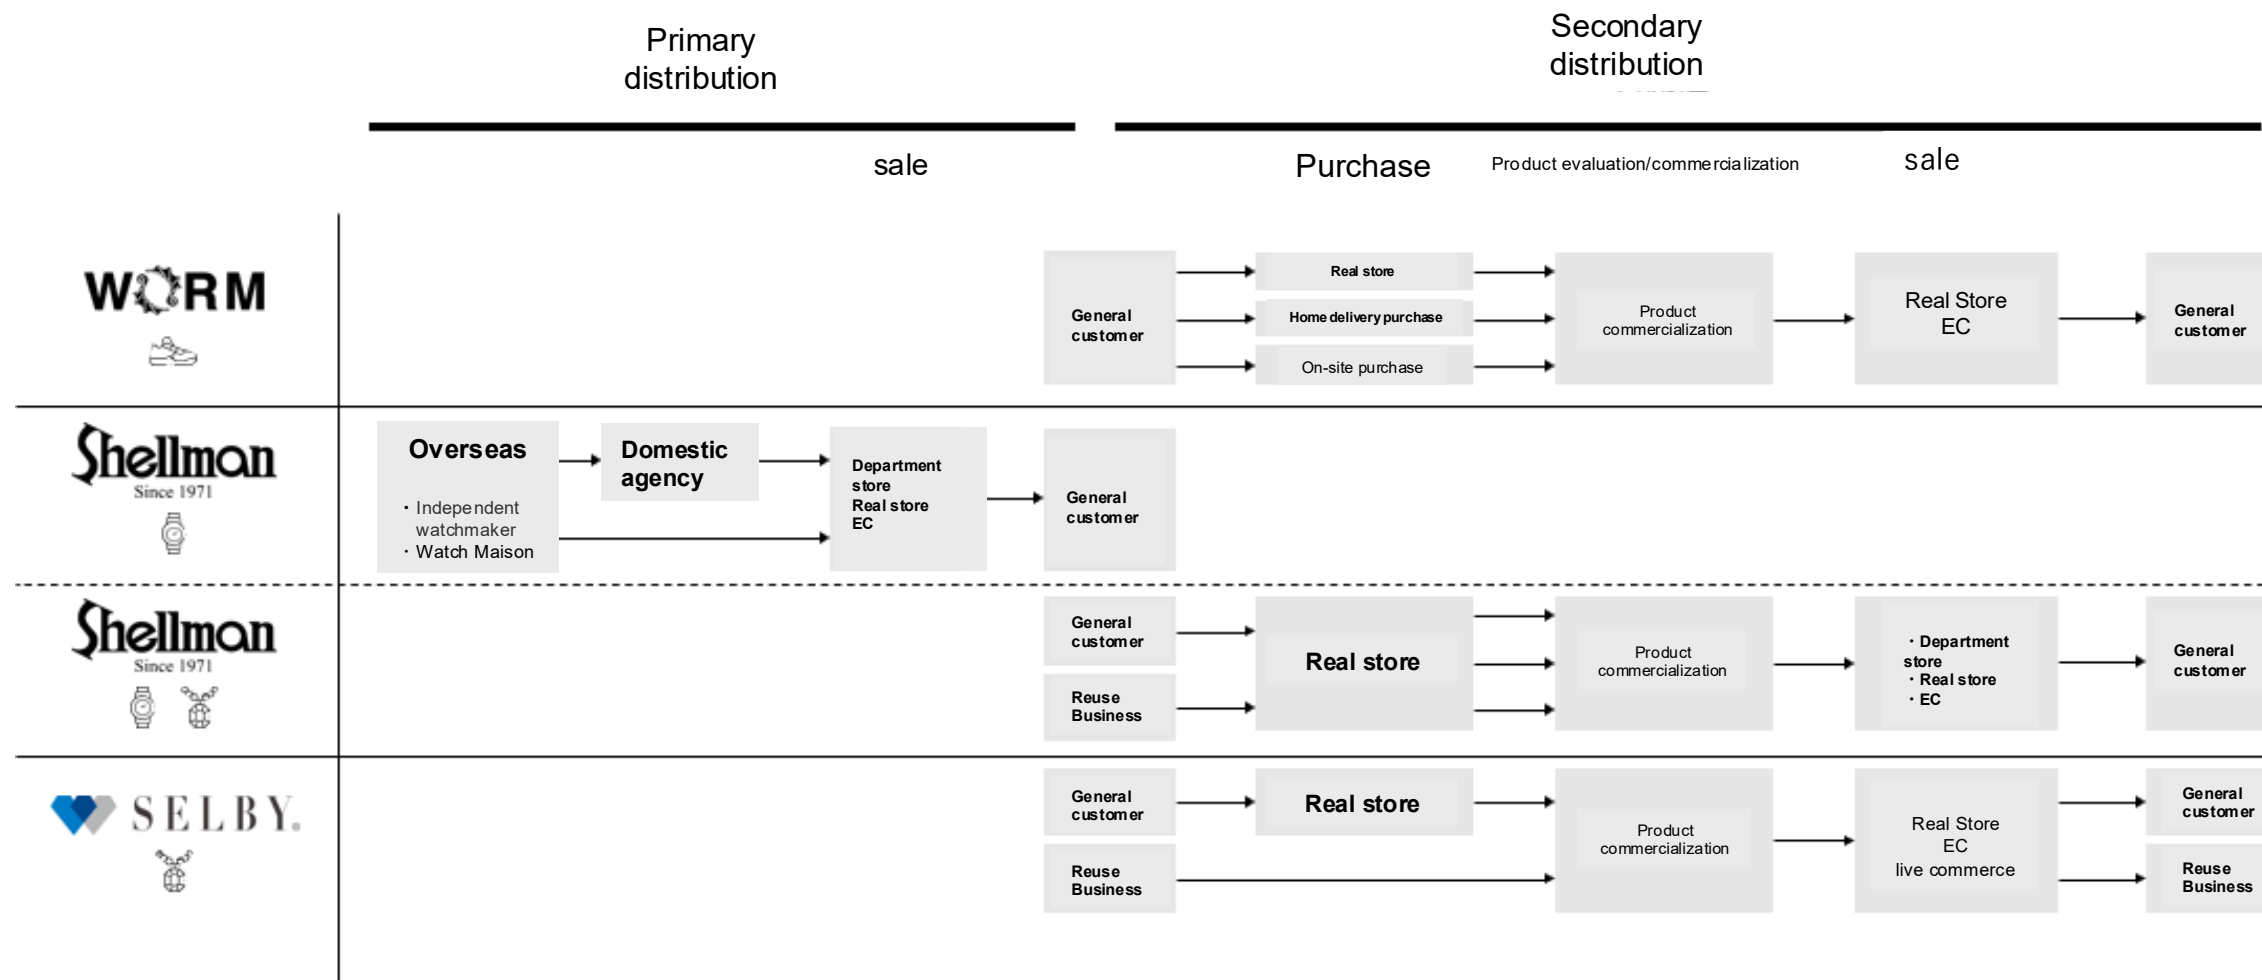 Primary
distribution
Secondary
distribution
sale
Purchase
Product evaluation/commercialization
sale
WORM
General
customer
Real store
Home delivery purchase
On-site purchase
Product
commercialization
Real Store
EC
General
customer
Shellman
Since 1971
Overseas
・Independent
watchmaker
・Watch Maison
Domestic
agency
Department
store
Real store
EC
General
customer
Shellman
Since 1971
General
customer
Reuse
Business
Real store
Product
commercialization
・Department
store
・Real store
・EC
General
customer
SELBY.
General
customer
Reuse
Business
Real store
Product
commercialization
Real Store
EC
live commerce
General
customer
Reuse
Business